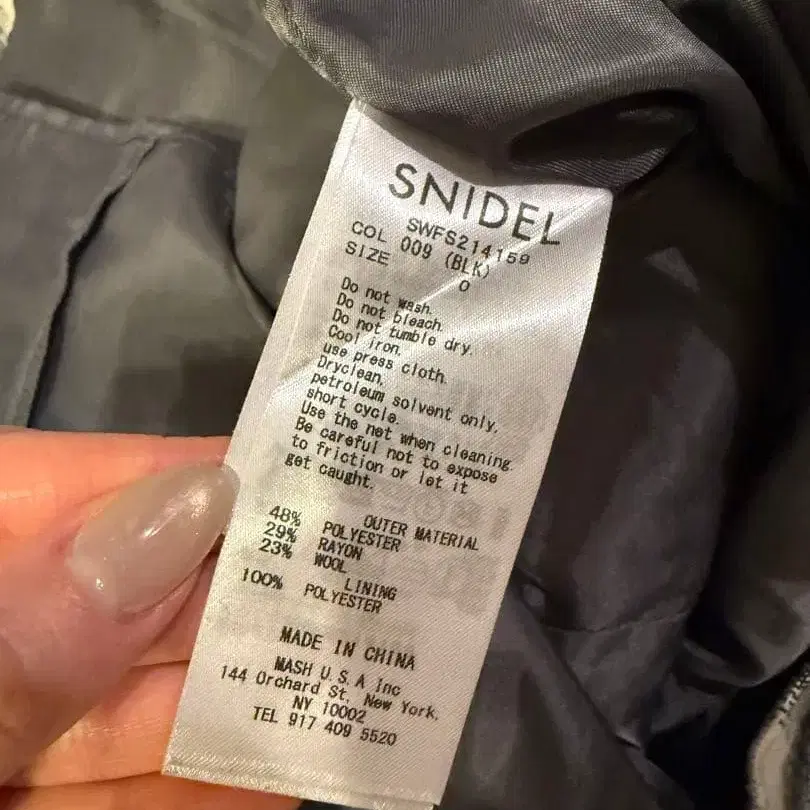 SNIDEL
SWFS214159
COL 009 (BLK)
SIZE 0
Do not wash.
Do not bleach.
Do not tumble dry.
Cool iron,
use press cloth.
Dryclean,
petroleum solvent only,
short cycle.
Use the net when cleaning.
Be careful not to expose
to friction or let it
get caught.
OUTER MATERIAL
48% POLYESTER
29% RAYON
23% WOOL
LINING
100% POLYESTER
MADE IN CHINA
MASH U.S.A Inc
144 Orchard St, New York,
NY 10002
TEL 917 409 5520